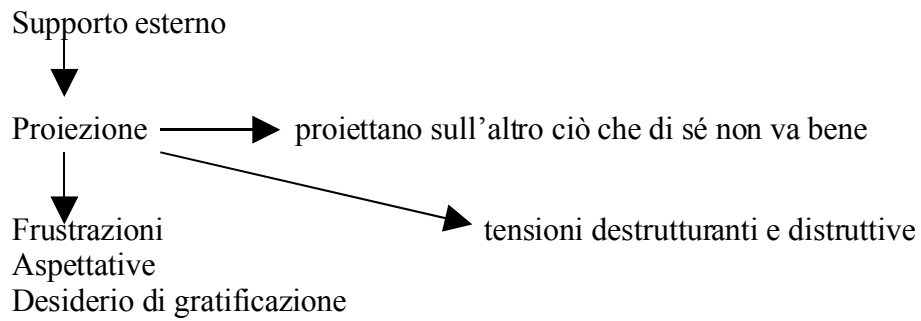 Supporto esterno
Proiezione
proiettano sull’altro ciò che di sé non va bene
Frustrazioni
tensioni destrutturanti e distruttive
Aspettative
Desiderio di gratificazione